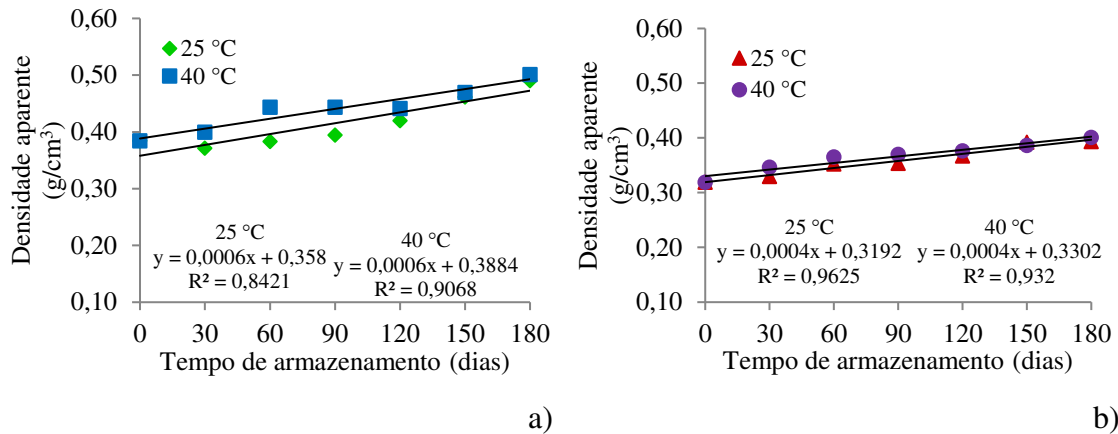 0,60
0,50
0,40
0,30
0,20
0,10
Densidade aparente
(g/cm³)
25 °C
40 °C
25 °C
y = 0,0006x + 0,358
R² = 0,8421
40 °C
y = 0,0006x + 0,3884
R² = 0,9068
0 30 60 90 120 150 180
Tempo de armazenamento (dias)
a)
0,60
0,50
0,40
0,30
0,20
0,10
Densidade aparente
(g/cm³)
25 °C
40 °C
25 °C
y = 0,0004x + 0,3192
R² = 0,9625
40 °C
y = 0,0004x + 0,3302
R² = 0,932
0 30 60 90 120 150 180
Tempo de armazenamento (dias)
b)